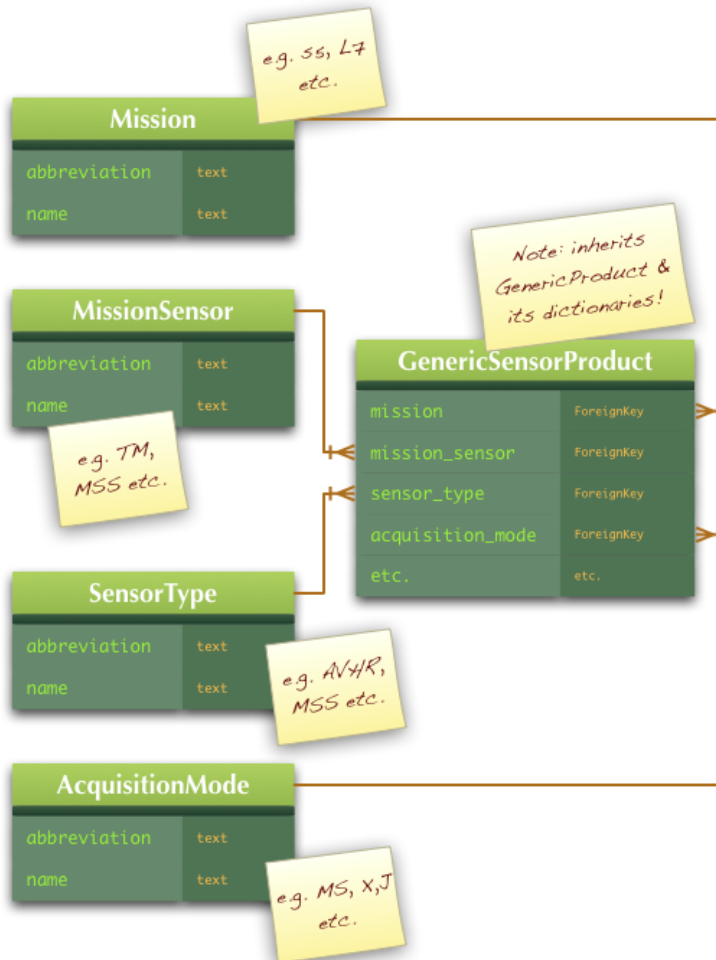 e.g. S5, L7
etc.
Mission
abbreviation text
name text
Note: inherits
GenericProduct &
its dictionaries!
MissionSensor
abbreviation text
name text
e.g. TM,
MSS etc.
GenericSensorProduct
mission ForeignKey
mission_sensor ForeignKey
sensor_type ForeignKey
acquisition_mode ForeignKey
etc. etc.
SensorType
abbreviation text
name text
e.g. AVHR,
MSS etc.
AcquisitionMode
abbreviation text
name text
e.g. MS, X,J
etc.